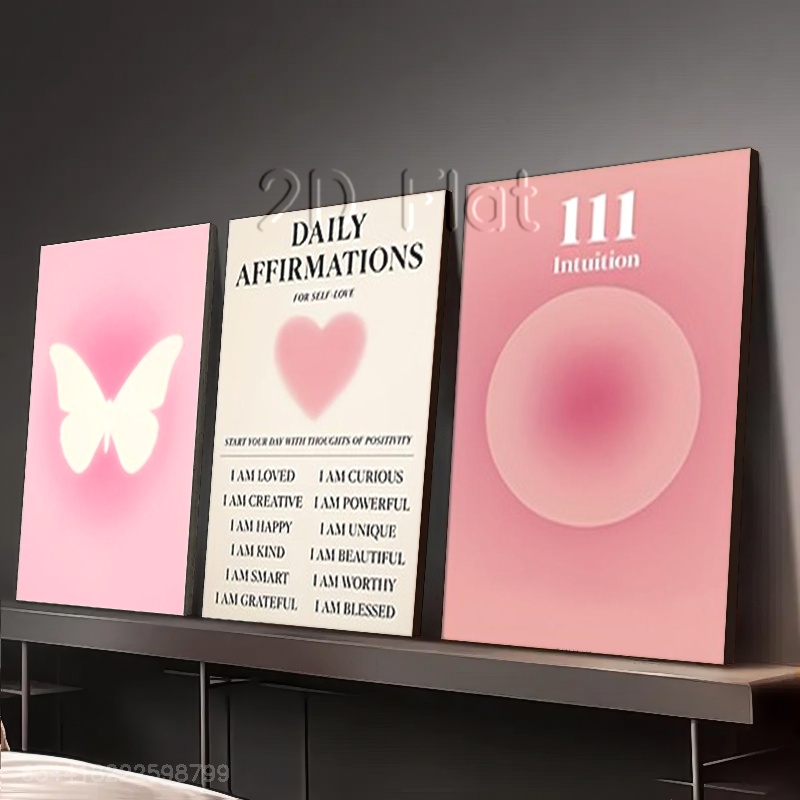 2D Flat
DAILY
AFFIRMATIONS
FOR SELF-LOVE
START YOUR DAY WITH THOUGHTS OF POSITIVITY
I AM LOVED I AM CURIOUS
I AM CREATIVE I AM POWERFUL
I AM HAPPY I AM UNIQUE
I AM KIND I AM BEAUTIFUL
I AM SMART I AM WORTHY
I AM GRATEFUL I AM BLESSED
111
Intuition